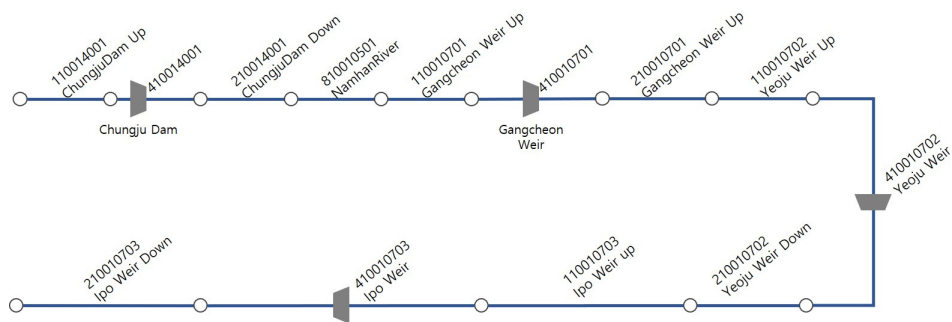 110014001
ChungjuDam Up
410014001
210014001
ChungjuDam Down
810010501
NamhanRiver
110010701
Gangcheon Weir Up
410010701
210010701
Gangcheon Weir Up
110010702
Yeoju Weir Up
Chungju Dam
Gangcheon
Weir
410010702
Yeoju Weir
210010703
Ipo Weir Down
410010703
Ipo Weir
110010703
Ipo Weir up
210010702
Yeoju Weir Down